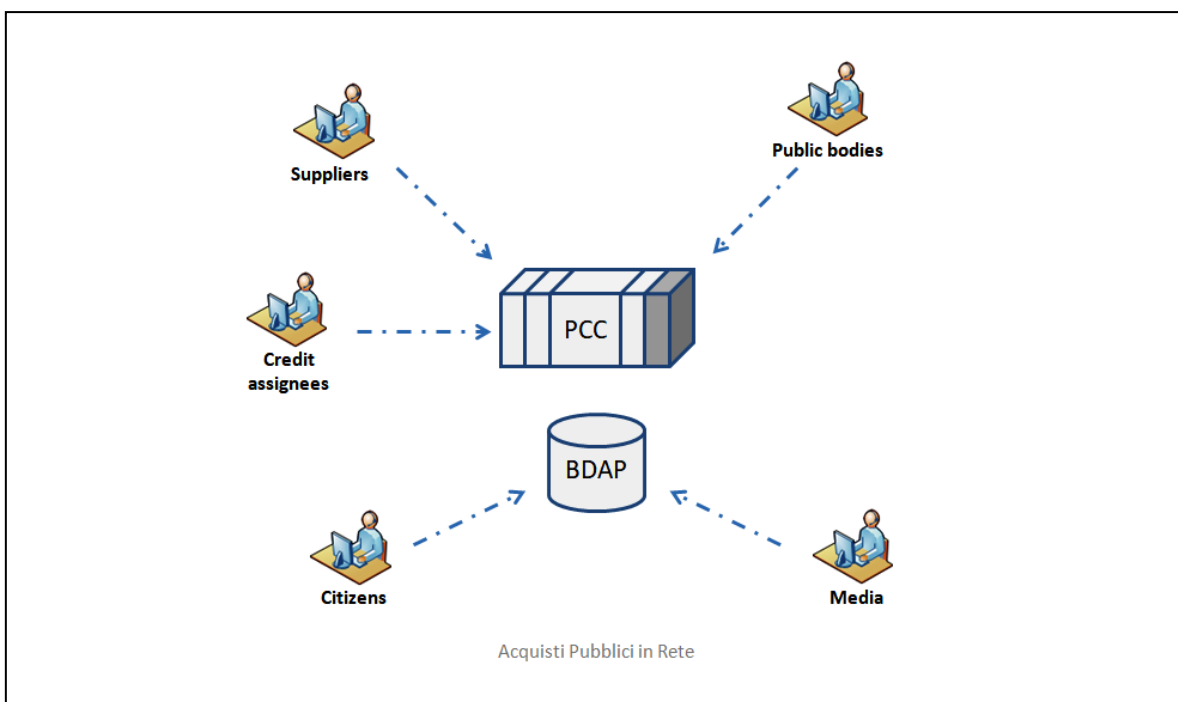 Suppliers
Public bodies
PCC
Credit
assignees
BDAP
Citizens
Media
Acquisti Pubblici in Rete